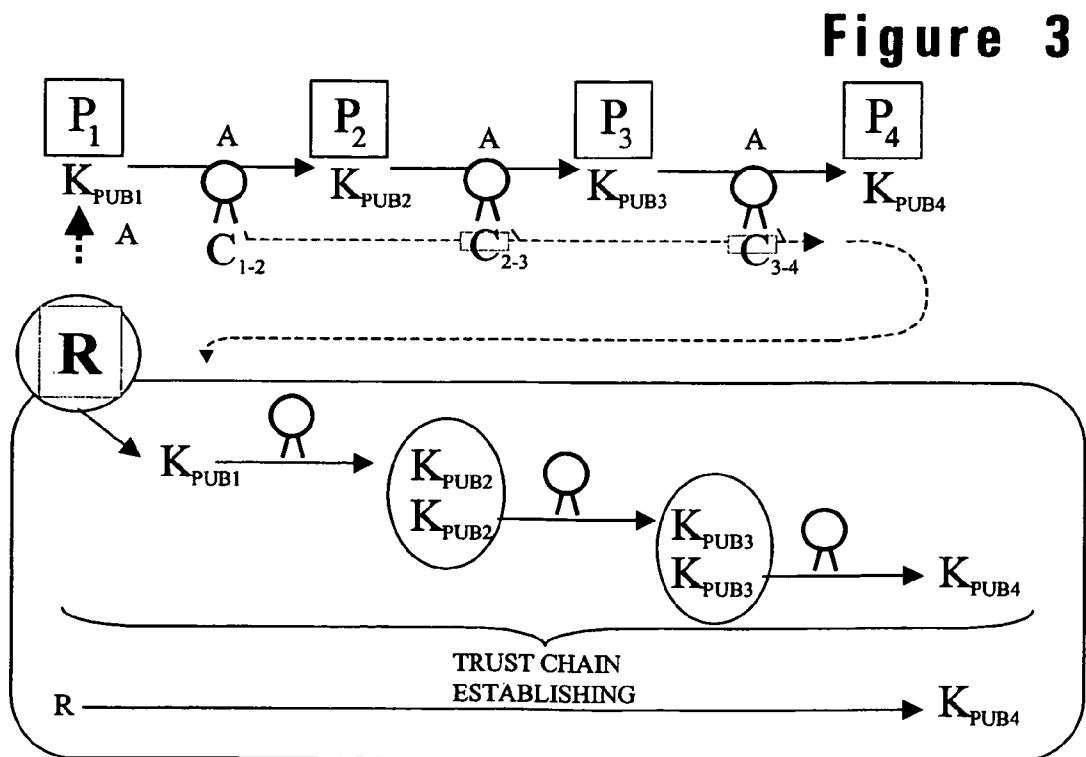 Figure 3
P1 P2 P3 P4
A A A
KPUB1 KPUB2 KPUB3 KPUB4
A
C1-2 C2-3 C3-4
R
KPUB1 KPUB2
KPUB2 KPUB3
KPUB3 KPUB4
TRUST CHAIN
ESTABLISHING
R KPUB4